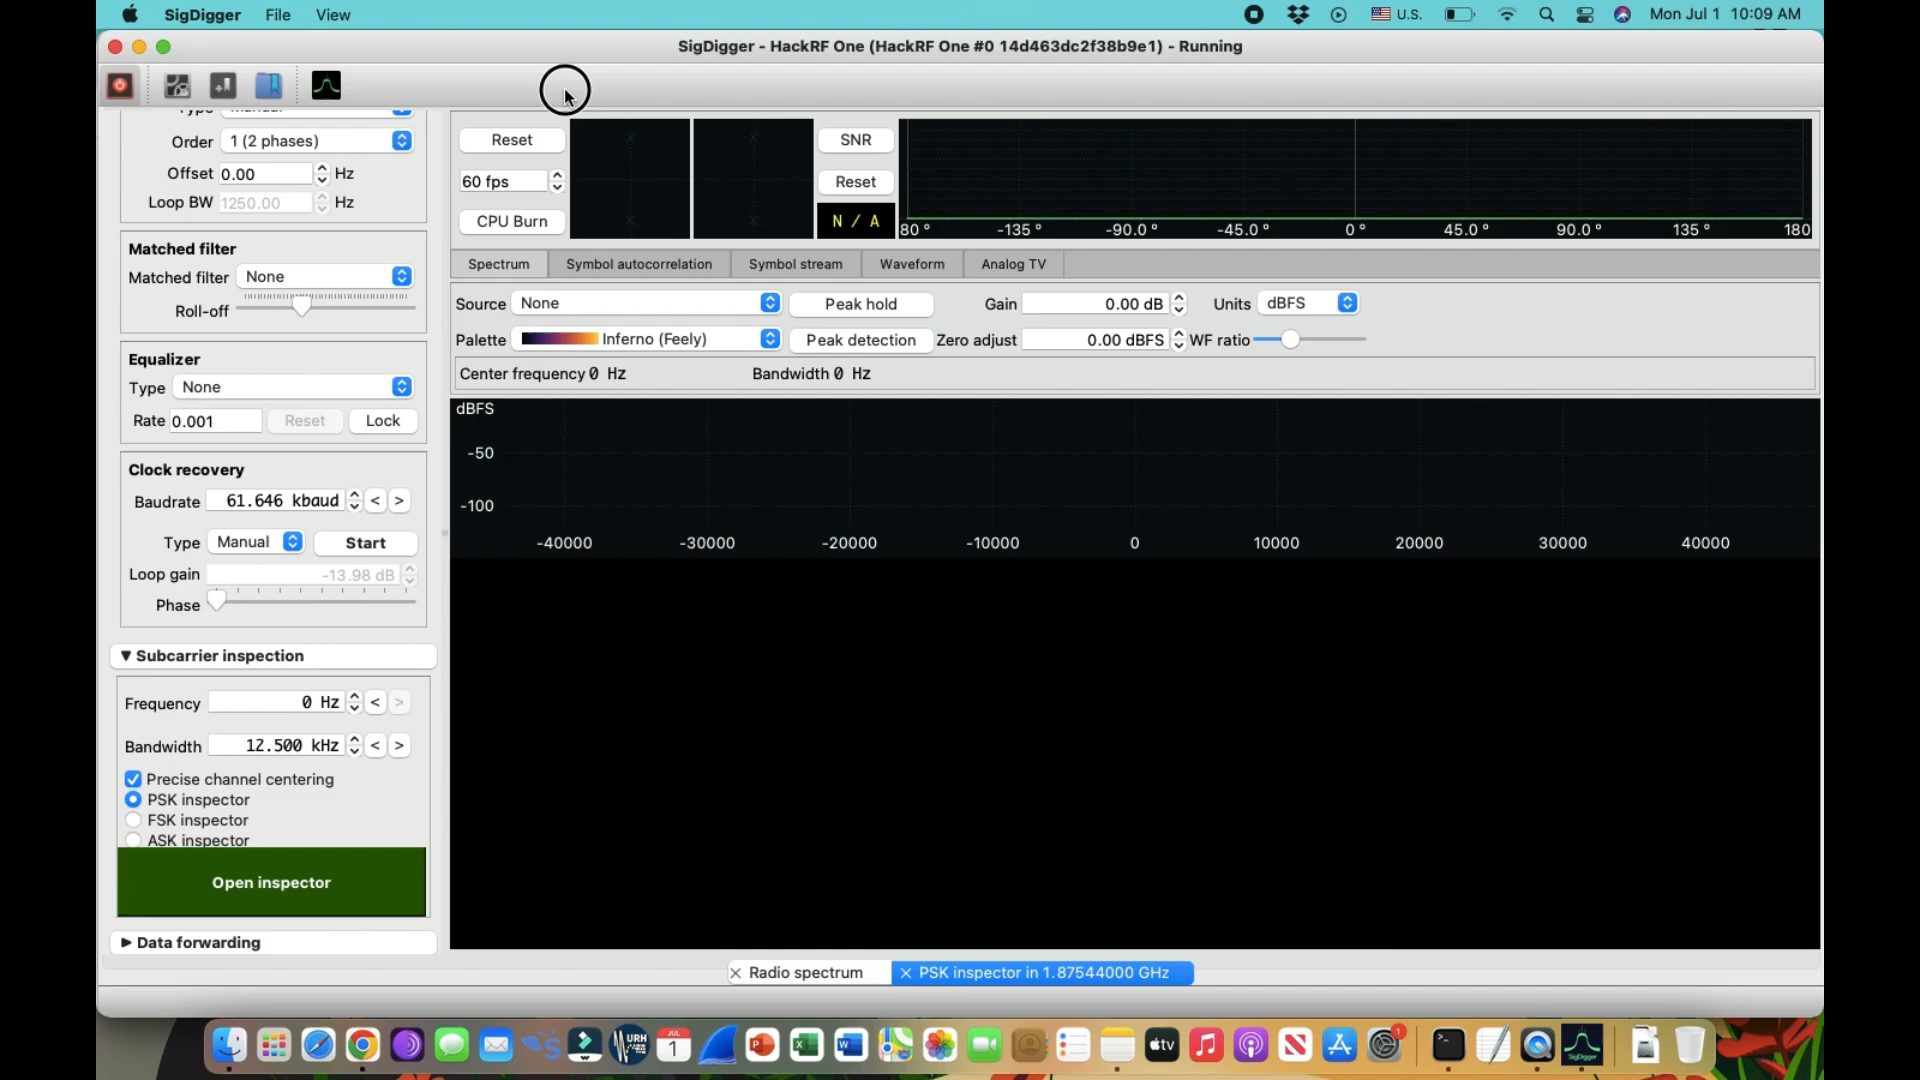 SigDigger File View
U.S. Mon Jul 1 10:09 AM
SigDigger - HackRF One (HackRF One #0 14d463dc2f38b9e1) - Running
Order 1 (2 phases)
Offset 0.00 Hz
Loop BW 1250.00 Hz
Matched filter
Matched filter None
Roll-off
Equalizer
Type None
Rate 0.001 Reset Lock
Clock recovery
Baudrate 61.646 kbaud < >
Type Manual Start
Loop gain -13.98 dB
Phase
▼ Subcarrier inspection
Frequency 0 Hz < >
Bandwidth 12.500 kHz < >
Precise channel centering
PSK inspector
FSK inspector
ASK inspector
Open inspector
▶ Data forwarding
Reset SNR
60 fps Reset
CPU Burn N / A
80 ° -135 ° -90.0 ° -45.0 ° 0 ° 45.0 ° 90.0 ° 135 ° 180
Spectrum Symbol autocorrelation Symbol stream Waveform Analog TV
Source None Peak hold Gain 0.00 dB Units dBFS
Palette Inferno (Feely) Peak detection Zero adjust 0.00 dBFS WF ratio
Center frequency 0 Hz Bandwidth 0 Hz
dBFS
-50
-100
-40000 -30000 -20000 -10000 0 10000 20000 30000 40000
× Radio spectrum × PSK inspector in 1.87544000 GHz
URH JUL 1 P X W tv 1 SigDigger